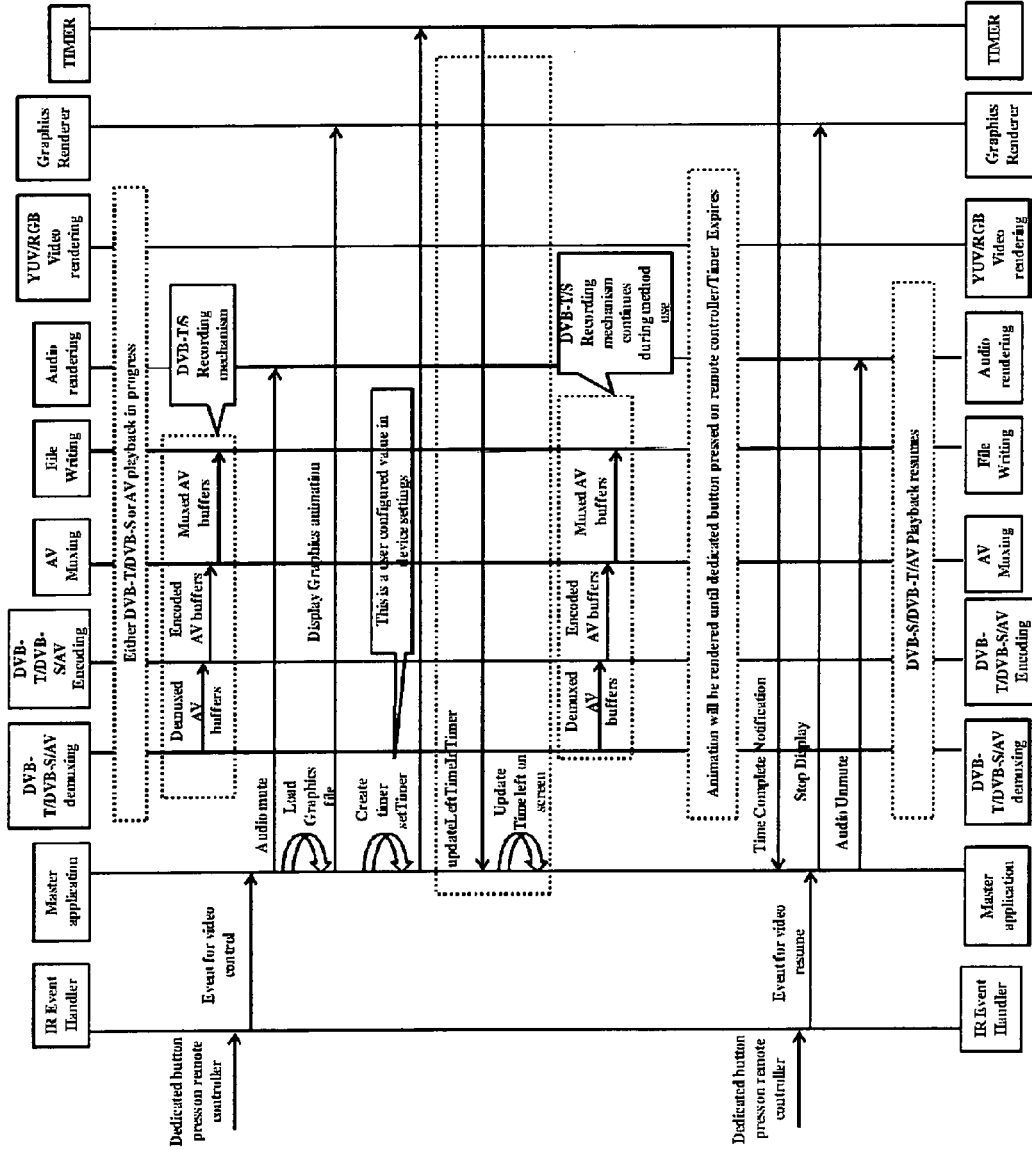 IR Event
Handler
Master
application
DVB-
T/DVB-S/AV
demuxing
DVB-
T/DVB-
S/AV
Encoding
AV
Muxing
File
Writing
Audio
rendering
YUV/RGB
Video
rendering
Graphics
Renderer
TIMER
Either DVB-T/DVB-S or AV playback in progress
Dedicated button
press on remote
controller
Event for video
control
Demuxed
AV
buffers
Encoded
AV buffers
Muxed AV
buffers
DVB-T/S
Recording
mechanism
Audio mute
Load
Graphics
file
Display Graphics animation
Create
timer
setTimer
This is a user configured value in
device settings
updateLeftTimeInTimer
Update
Time left on
screen
Demuxed
AV
buffers
Encoded
AV buffers
Muxed AV
buffers
DVB-T/S
Recording
mechanism
continues
during method
use
Animation will be rendered until dedicated button pressed on remote controller/Timer Expires
Time Complete Notification
Dedicated button
press on remote
controller
Event for video
resume
Stop Display
Audio Unmute
DVB-S/DVB-T/AV Playback resumes
IR Event
Handler
Master
application
DVB-
T/DVB-S/AV
demuxing
DVB-
T/DVB-S/AV
Encoding
AV
Muxing
File
Writing
Audio
rendering
YUV/RGB
Video
rendering
Graphics
Renderer
TIMER